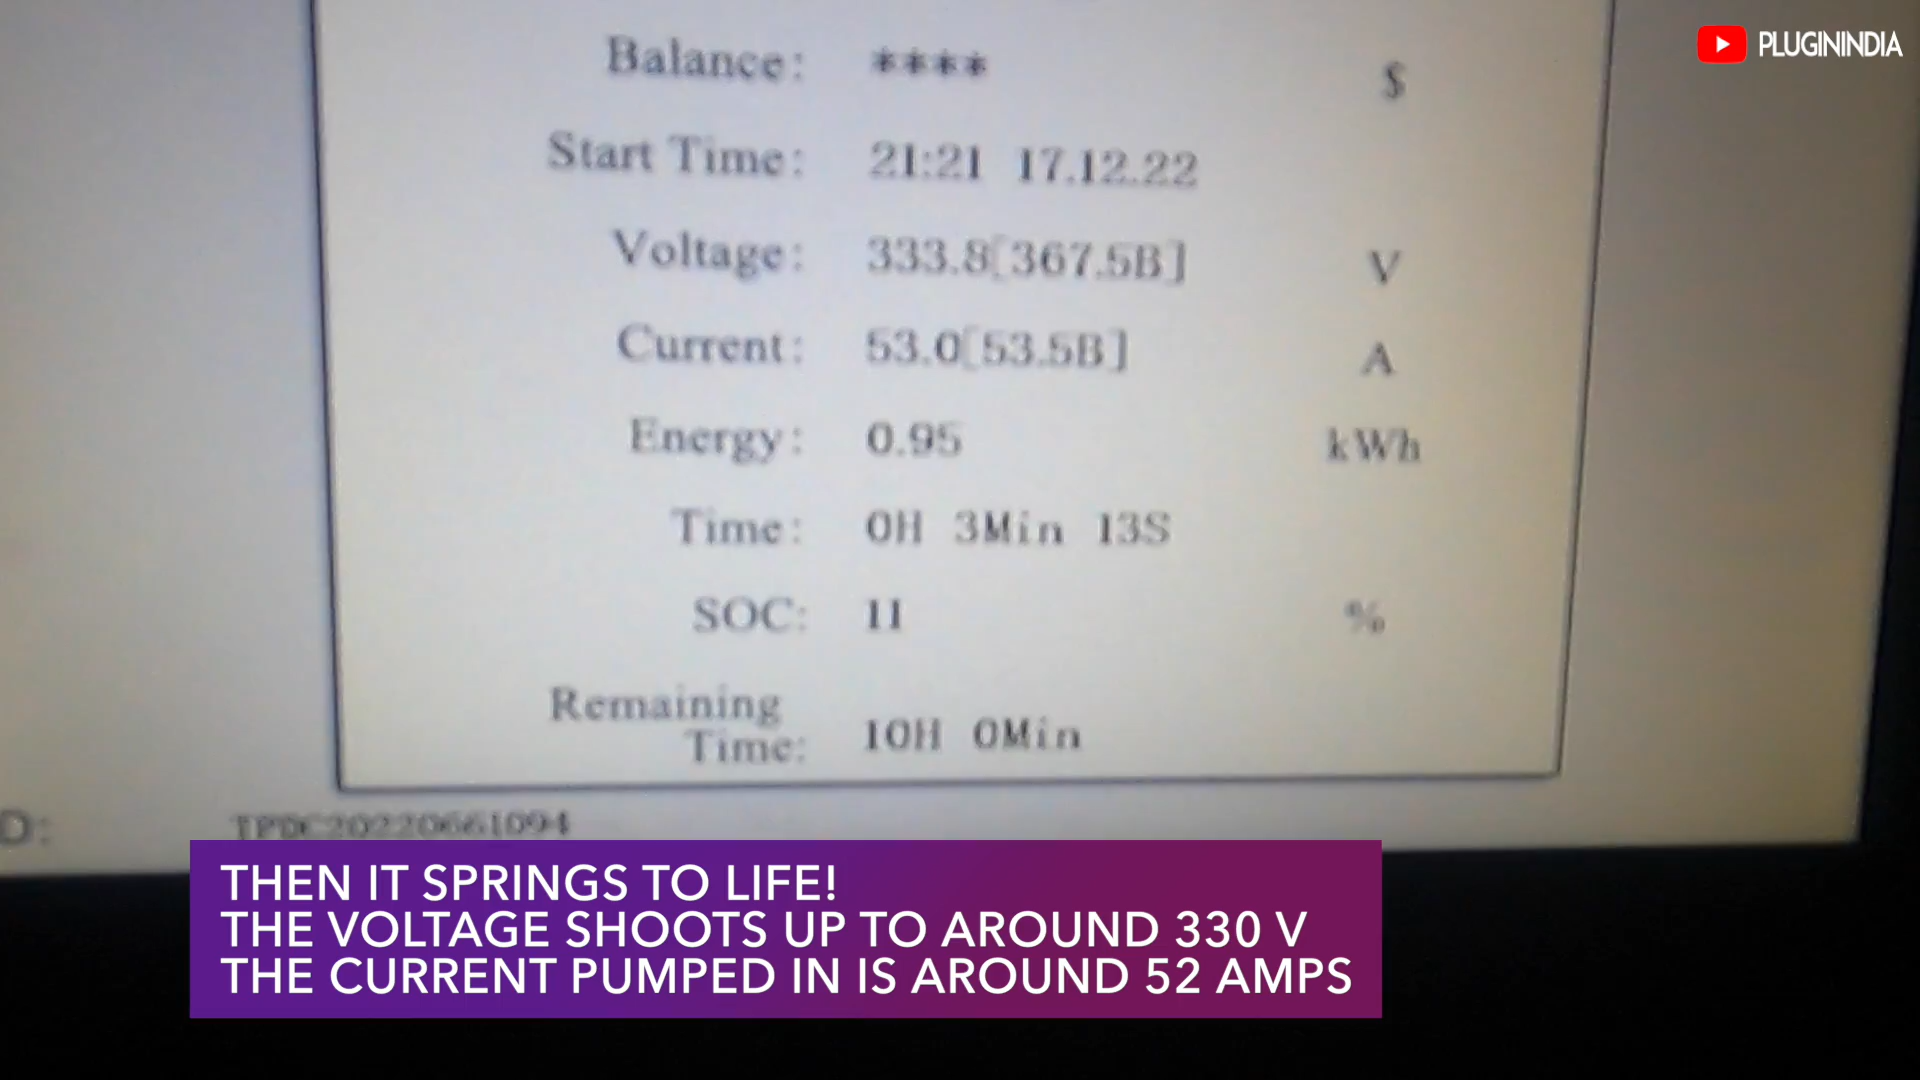 PLUGININDIA
Balance: **** $
Start Time: 21:21 17.12.22
Voltage: 333.8[367.5B] V
Current: 53.0[53.5B] A
Energy: 0.95 kWh
Time: 0H 3Min 13S
SOC: 11 %
Remaining
Time: 10H 0Min
D: TPDC20220661094
THEN IT SPRINGS TO LIFE!
THE VOLTAGE SHOOTS UP TO AROUND 330 V
THE CURRENT PUMPED IN IS AROUND 52 AMPS